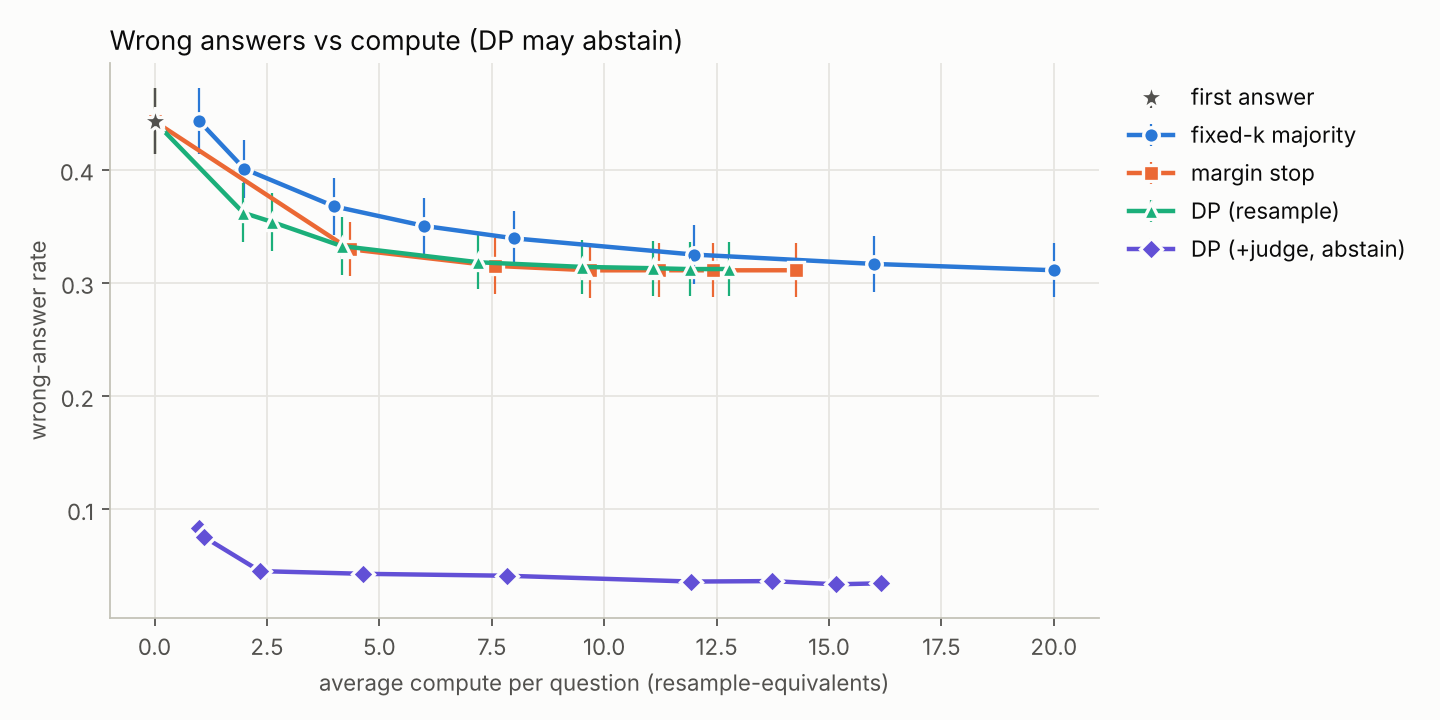 Wrong answers vs compute (DP may abstain)
first answer
fixed-k majority
margin stop
DP (resample)
DP (+judge, abstain)
wrong-answer rate
0.4
0.3
0.2
0.1
0.0 2.5 5.0 7.5 10.0 12.5 15.0 17.5 20.0
average compute per question (resample-equivalents)